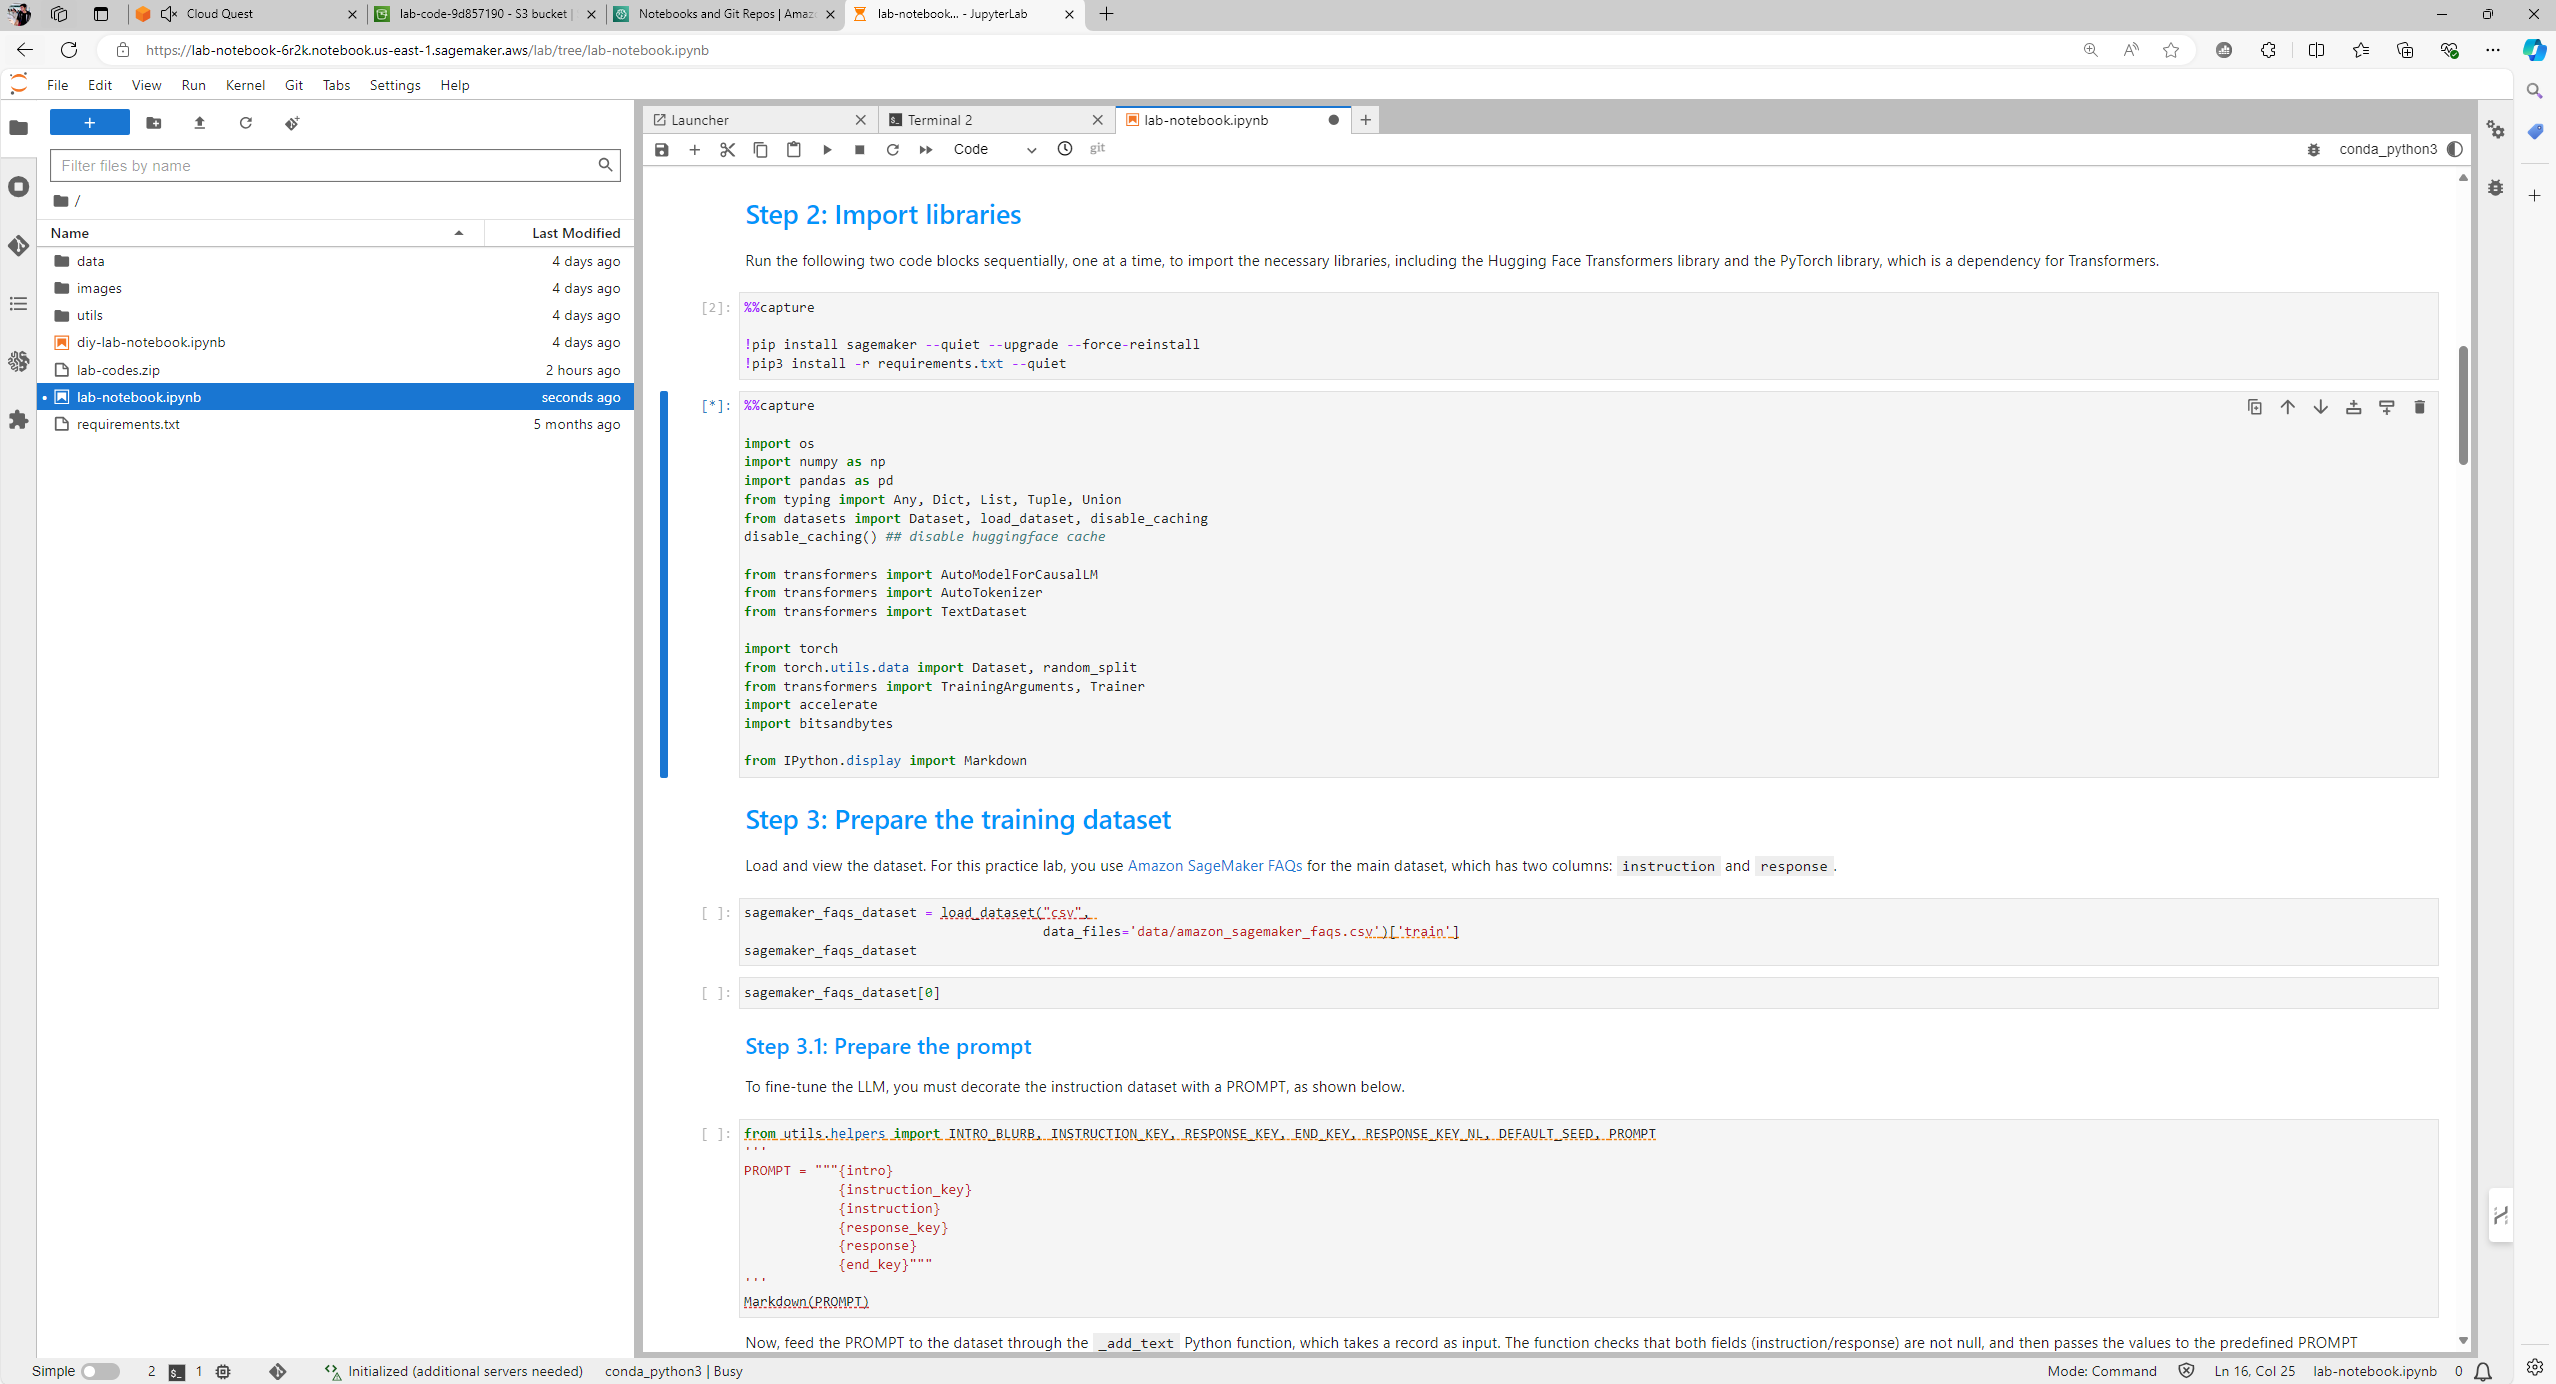 Cloud Quest
lab-code-9d857190 - S3 bucket |
Notebooks and Git Repos | Amaz
lab-notebook... - JupyterLab
https://lab-notebook-6r2k.notebook.us-east-1.sagemaker.aws/lab/tree/lab-notebook.ipynb
File Edit View Run Kernel Git Tabs Settings Help
Launcher
Terminal 2
lab-notebook.ipynb
Code
git
conda_python3
Filter files by name
/
Name Last Modified
data 4 days ago
images 4 days ago
utils 4 days ago
diy-lab-notebook.ipynb 4 days ago
lab-codes.zip 2 hours ago
lab-notebook.ipynb seconds ago
requirements.txt 5 months ago
Step 2: Import libraries
Run the following two code blocks sequentially, one at a time, to import the necessary libraries, including the Hugging Face Transformers library and the PyTorch library, which is a dependency for Transformers.
[2]: %%capture
!pip install sagemaker --quiet --upgrade --force-reinstall
!pip3 install -r requirements.txt --quiet
[*]: %%capture
import os
import numpy as np
import pandas as pd
from typing import Any, Dict, List, Tuple, Union
from datasets import Dataset, load_dataset, disable_caching
disable_caching() ## disable huggingface cache
from transformers import AutoModelForCausalLM
from transformers import AutoTokenizer
from transformers import TextDataset
import torch
from torch.utils.data import Dataset, random_split
from transformers import TrainingArguments, Trainer
import accelerate
import bitsandbytes
from IPython.display import Markdown
Step 3: Prepare the training dataset
Load and view the dataset. For this practice lab, you use Amazon SageMaker FAQs for the main dataset, which has two columns: instruction and response.
[ ]: sagemaker_faqs_dataset = load_dataset("csv",
data_files='data/amazon_sagemaker_faqs.csv')['train']
sagemaker_faqs_dataset
[ ]: sagemaker_faqs_dataset[0]
Step 3.1: Prepare the prompt
To fine-tune the LLM, you must decorate the instruction dataset with a PROMPT, as shown below.
[ ]: from utils.helpers import INTRO_BLURB, INSTRUCTION_KEY, RESPONSE_KEY, END_KEY, RESPONSE_KEY_NL, DEFAULT_SEED, PROMPT
'''
PROMPT = """{intro}
{instruction_key}
{instruction}
{response_key}
{response}
{end_key}"""
'''
Markdown(PROMPT)
Now, feed the PROMPT to the dataset through the _add_text Python function, which takes a record as input. The function checks that both fields (instruction/response) are not null, and then passes the values to the predefined PROMPT
Simple 2 1 Initialized (additional servers needed) conda_python3 | Busy Mode: Command Ln 16, Col 25 lab-notebook.ipynb 0